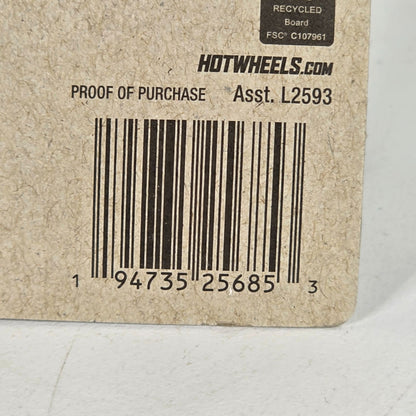 RECYCLED
Board
FSC® C107961
HOTWHEELS.COM
PROOF OF PURCHASE Asst. L2593
1 94735 25685 3